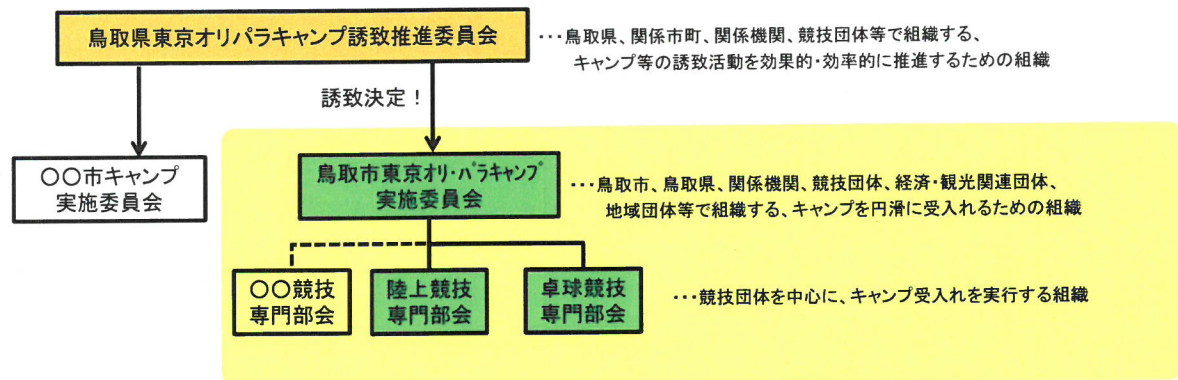 鳥取県東京オリパラキャンプ誘致推進委員会
･･･鳥取県、関係市町、関係機関、競技団体等で組織する、
キャンプ等の誘致活動を効果的･効率的に推進するための組織
誘致決定！
〇〇市キャンプ
実施委員会
鳥取市東京ｵﾘ･ﾊﾟﾗｷｬﾝﾌﾟ
実施委員会
･･･鳥取市、鳥取県、関係機関、競技団体、経済･観光関連団体、
地域団体等で組織する、キャンプを円滑に受入れるための組織
〇〇競技
専門部会
陸上競技
専門部会
卓球競技
専門部会
･･･競技団体を中心に、キャンプ受入れを実行する組織